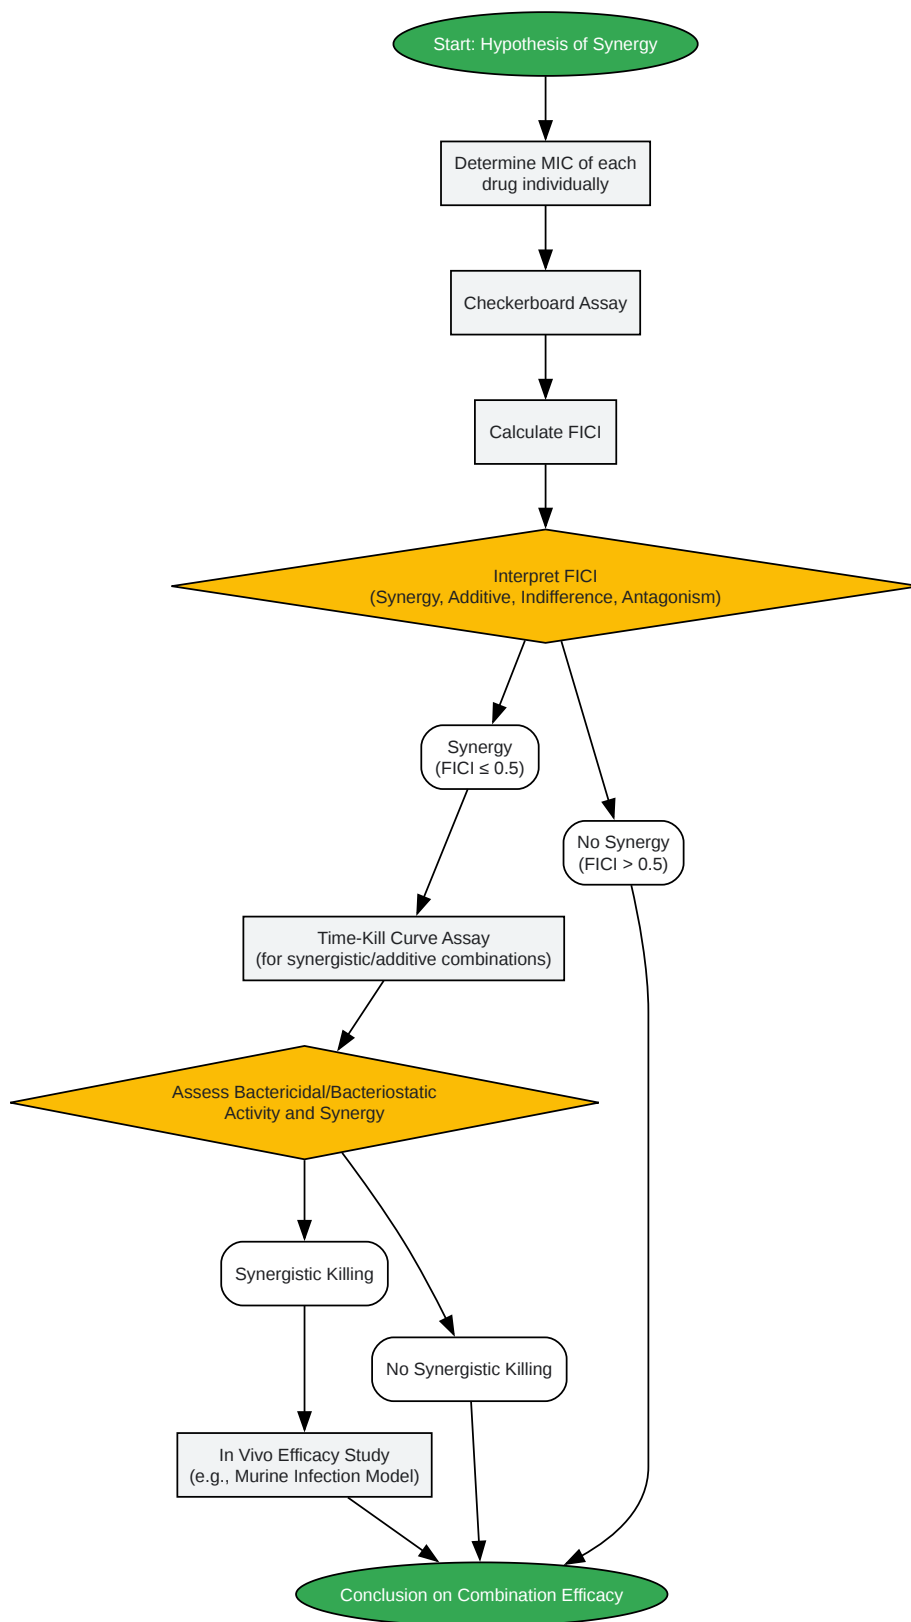 Start: Hypothesis of Synergy
Determine MIC of each
drug individually
Checkerboard Assay
Calculate FICI
Interpret FICI
(Synergy, Additive, Indifference, Antagonism)
Synergy
(FICI ≤ 0.5)
No Synergy
(FICI > 0.5)
Time-Kill Curve Assay
(for synergistic/additive combinations)
Assess Bactericidal/Bacteriostatic
Activity and Synergy
Synergistic Killing
No Synergistic Killing
In Vivo Efficacy Study
(e.g., Murine Infection Model)
Conclusion on Combination Efficacy